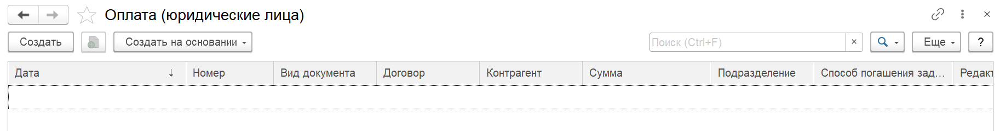 Оплата (юридические лица)
Создать Создать на основании Поиск (Ctrl+F) × Еще ?
Дата ↓ Номер Вид документа Договор Контрагент Сумма Подразделение Способ погашения зад... Редакт